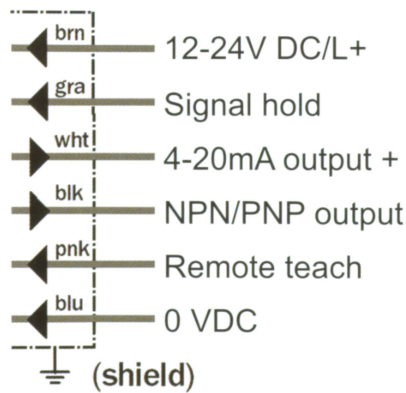 brn 12-24V DC/L+
gra Signal hold
wht 4-20mA output +
blk NPN/PNP output
pnk Remote teach
blu 0 VDC
(shield)